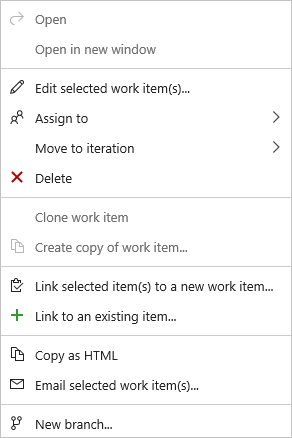 Open
Open in new window
Edit selected work item(s)...
Assign to
Move to iteration
Delete
Clone work item
Create copy of work item...
Link selected item(s) to a new work item...
Link to an existing item...
Copy as HTML
Email selected work item(s)...
New branch...